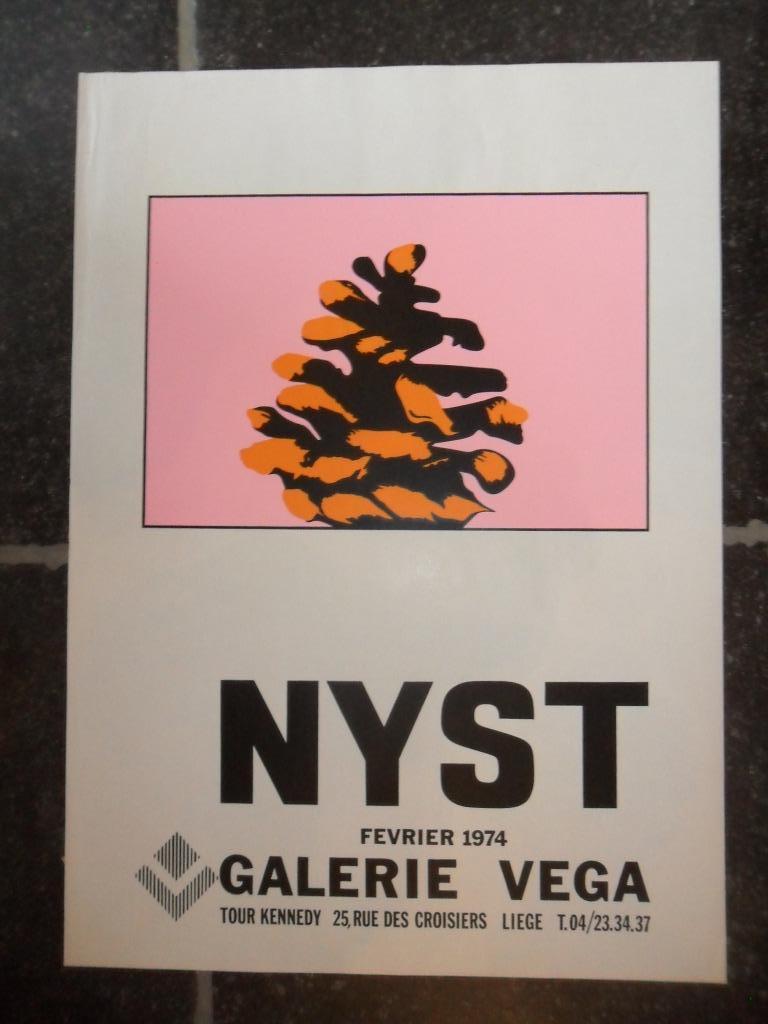 NYST
FEVRIER 1974
GALERIE VEGA
TOUR KENNEDY 25, RUE DES CROISIERS LIEGE T.04/23.34.37